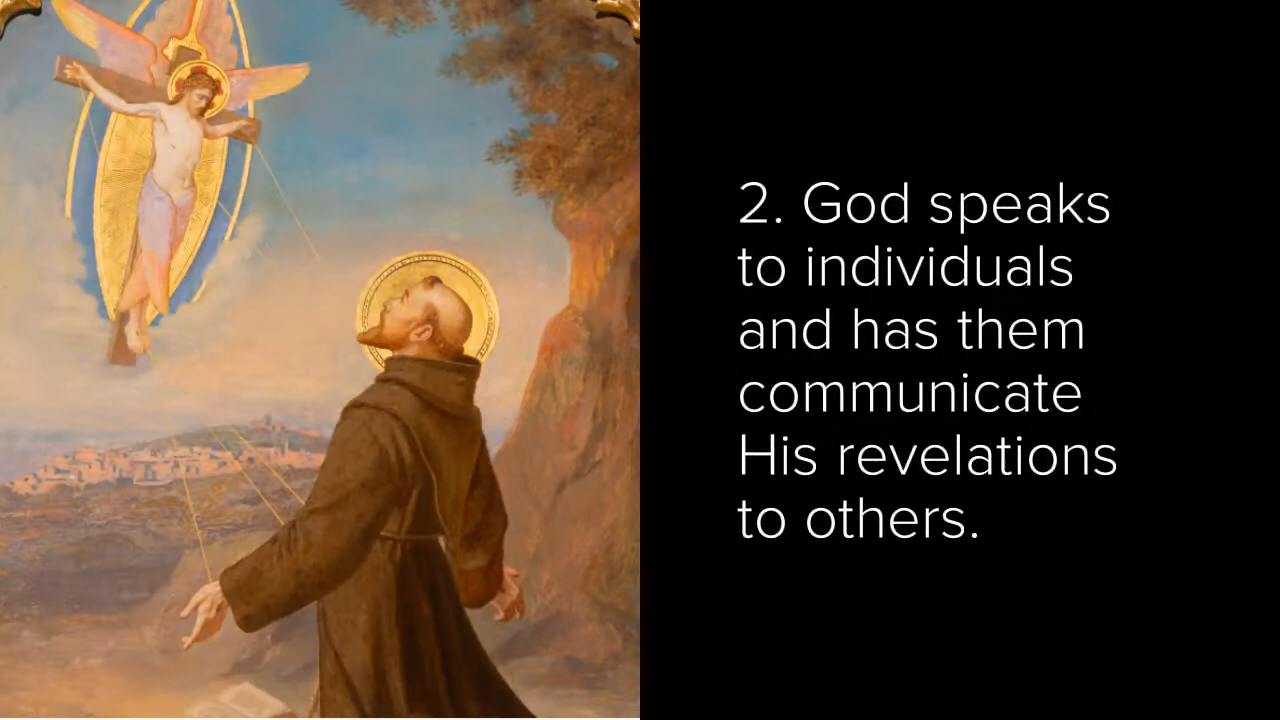 2. God speaks
to individuals
and has them
communicate
His revelations
to others.